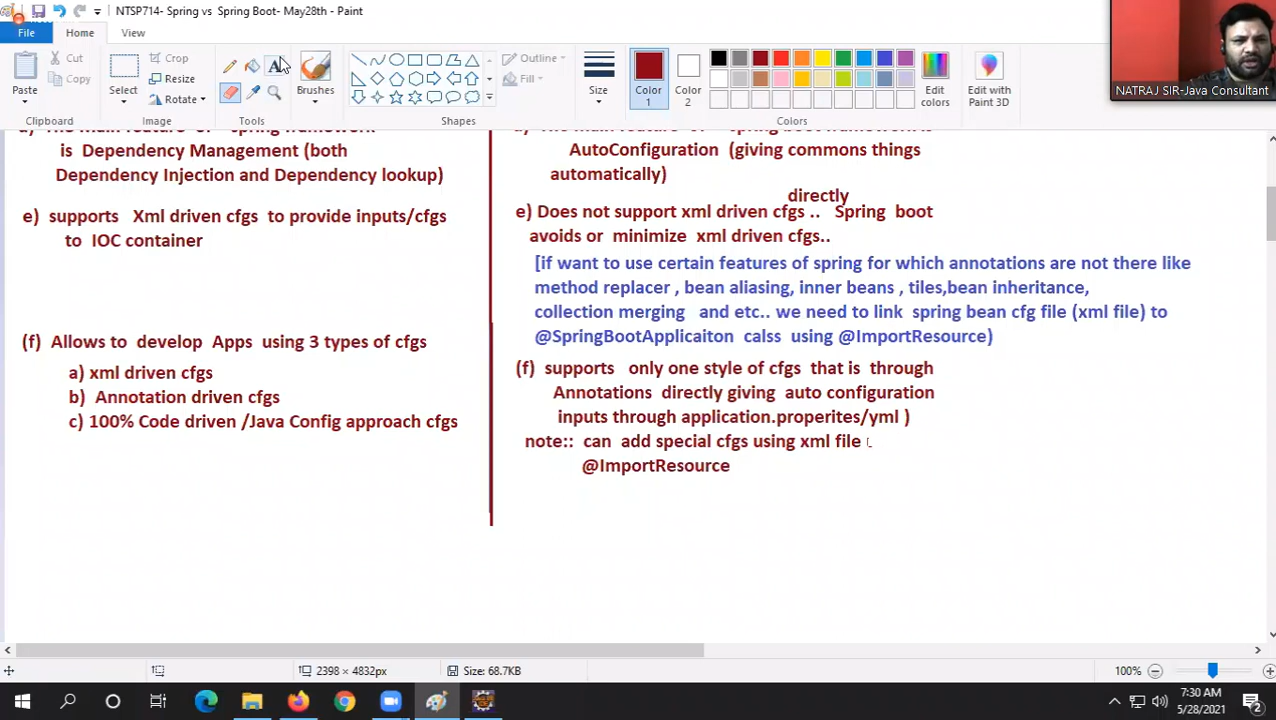 NTSP714- Spring vs Spring Boot- May28th - Paint
File Home View
Paste
Cut
Copy
Clipboard
Select
Crop
Resize
Rotate
Image
A
Tools
Brushes
Outline
Fill
Shapes
Size
Color
1
Color
2
Edit
colors
Colors
Edit with
Paint 3D
NATRAJ SIR-Java Consultant
is Dependency Management (both
Dependency Injection and Dependency lookup)
e) supports Xml driven cfgs to provide inputs/cfgs
to IOC container
(f) Allows to develop Apps using 3 types of cfgs
a) xml driven cfgs
b) Annotation driven cfgs
c) 100% Code driven /Java Config approach cfgs
AutoConfiguration (giving commons things
automatically)
directly
e) Does not support xml driven cfgs .. Spring boot
avoids or minimize xml driven cfgs..
[if want to use certain features of spring for which annotations are not there like
method replacer , bean aliasing, inner beans , tiles,bean inheritance,
collection merging and etc.. we need to link spring bean cfg file (xml file) to
@SpringBootApplicaiton calss using @ImportResource)
(f) supports only one style of cfgs that is through
Annotations directly giving auto configuration
inputs through application.properites/yml )
note:: can add special cfgs using xml file
@ImportResource
2398 × 4832px
Size: 68.7KB
100%
7:30 AM
5/28/2021
2